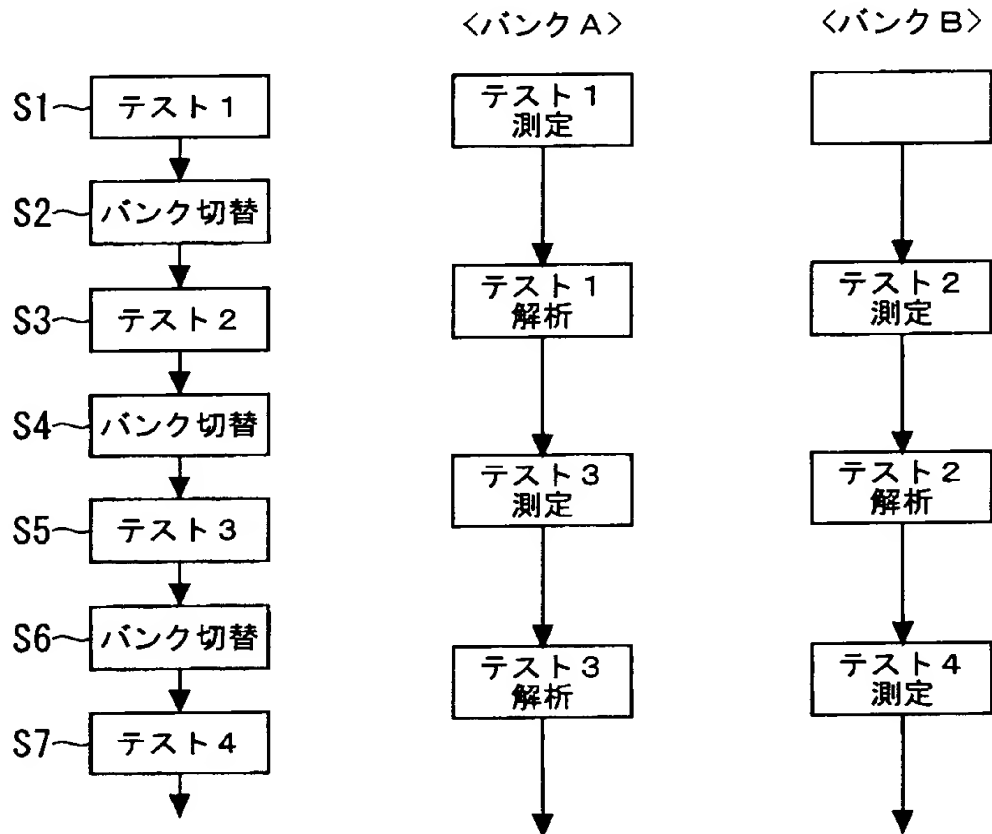 〈バンクA〉
〈バンクB〉
S1
テスト1
テスト1
測定
S2
バンク切替
S3
テスト2
テスト1
解析
テスト2
測定
S4
バンク切替
S5
テスト3
テスト3
測定
テスト2
解析
S6
バンク切替
S7
テスト4
テスト3
解析
テスト4
測定